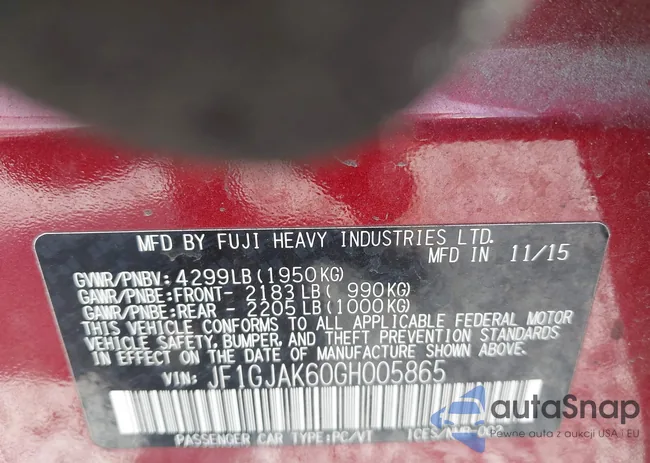 MFD BY FUJI HEAVY INDUSTRIES LTD.
MFD IN 11/15
GVWR/PNBV: 4299LB (1950KG)
GAWR/PNBE:FRONT- 2183LB( 990KG)
GAWR/PNBE:REAR - 2205LB(1000KG)
THIS VEHICLE CONFORMS TO ALL APPLICABLE FEDERAL MOTOR
VEHICLE SAFETY, BUMPER, AND THEFT PREVENTION STANDARDS
IN EFFECT ON THE DATE OF MANUFACTURE SHOWN ABOVE.
VIN: JF1GJAK60GH005865
PASSENGER CAR TYPE:PC/VT
autaSnap
Pewne auto z aukcji USA i EU